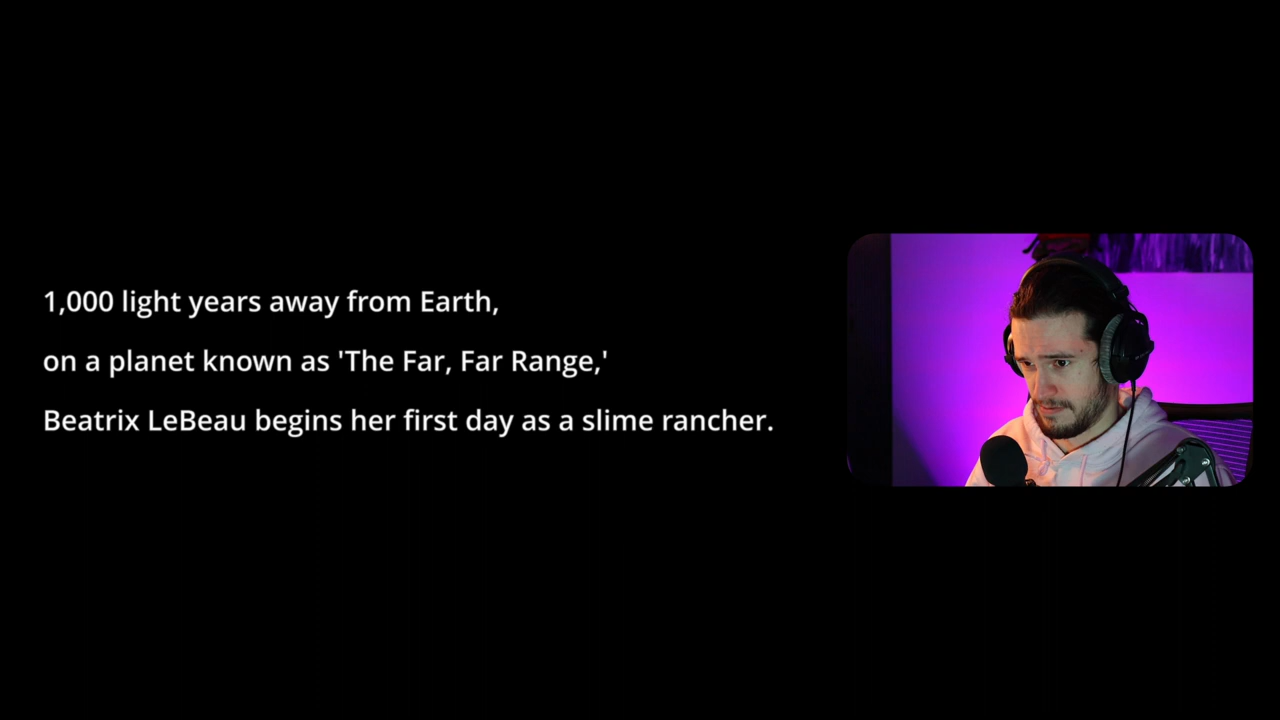 1,000 light years away from Earth,
on a planet known as 'The Far, Far Range,'
Beatrix LeBeau begins her first day as a slime rancher.